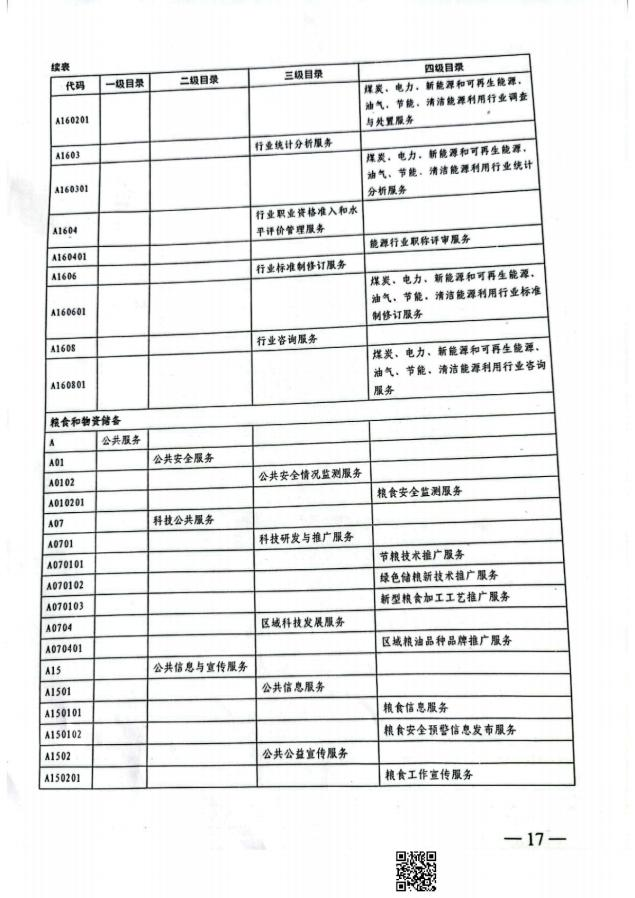 续表
代码 一级目录 二级目录 三级目录 四级目录
A160201 煤炭、电力、新能源和可再生能源、
油气、节能、清洁能源利用行业调查
与处置服务
A1603 行业统计分析服务
A160301 煤炭、电力、新能源和可再生能源、
油气、节能、清洁能源利用行业统计
分析服务
A1604 行业职业资格准入和水
平评价管理服务
A160401 能源行业职称评审服务
A1606 行业标准制修订服务
A160601 煤炭、电力、新能源和可再生能源、
油气、节能、清洁能源利用行业标准
制修订服务
A1608 行业咨询服务
A160801 煤炭、电力、新能源和可再生能源、
油气、节能、清洁能源利用行业咨询
服务
粮食和物资储备
A 公共服务
A01 公共安全服务
A0102 公共安全情况监测服务
A010201 粮食安全监测服务
A07 科技公共服务
A0701 科技研发与推广服务
A070101 节粮技术推广服务
A070102 绿色储粮新技术推广服务
A070103 新型粮食加工工艺推广服务
A0704 区域科技发展服务
A070401 区域粮油品种品牌推广服务
A15 公共信息与宣传服务
A1501 公共信息服务
A150101 粮食信息服务
A150102 粮食安全预警信息发布服务
A1502 公共公益宣传服务
A150201 粮食工作宣传服务
— 17 —